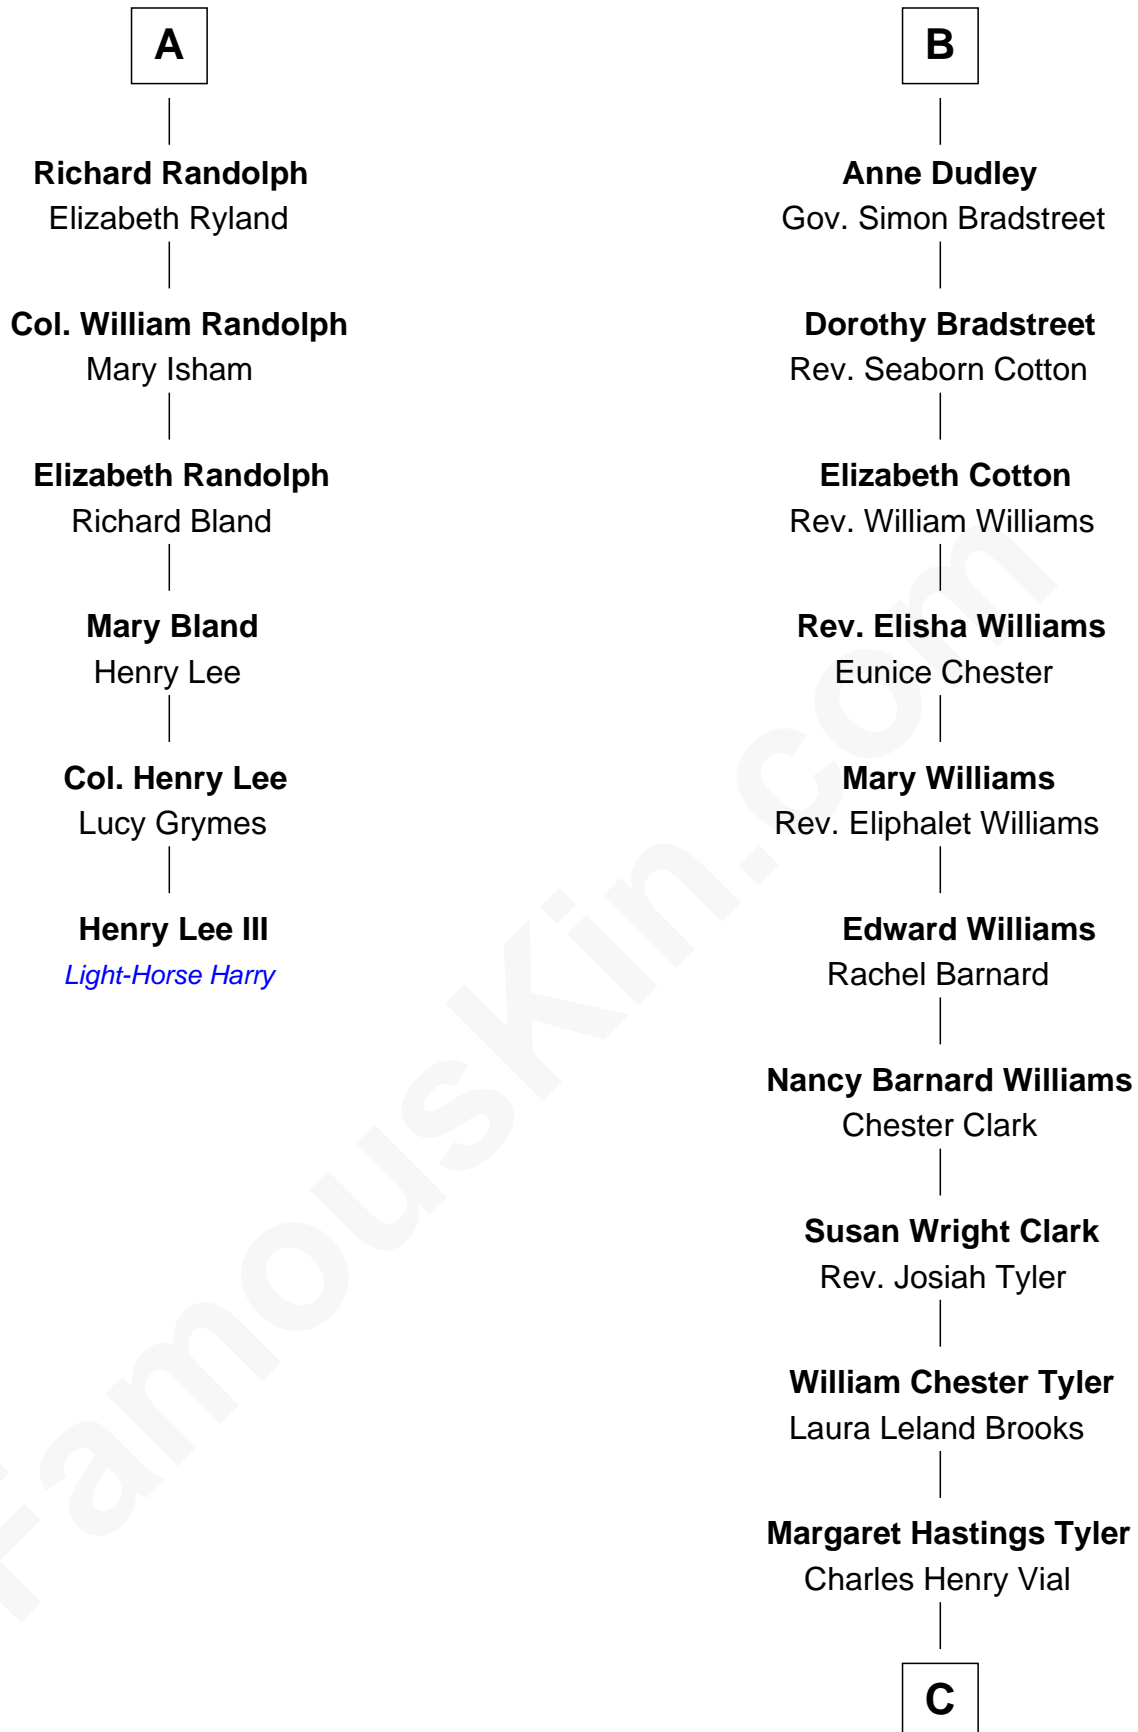 A
Richard Randolph
Elizabeth Ryland
Col. William Randolph
Mary Isham
Elizabeth Randolph
Richard Bland
Mary Bland
Henry Lee
Col. Henry Lee
Lucy Grymes
Henry Lee III
Light-Horse Harry
B
Anne Dudley
Gov. Simon Bradstreet
Dorothy Bradstreet
Rev. Seaborn Cotton
Elizabeth Cotton
Rev. William Williams
Rev. Elisha Williams
Eunice Chester
Mary Williams
Rev. Eliphalet Williams
Edward Williams
Rachel Barnard
Nancy Barnard Williams
Chester Clark
Susan Wright Clark
Rev. Josiah Tyler
William Chester Tyler
Laura Leland Brooks
Margaret Hastings Tyler
Charles Henry Vial
C
FamousKin.com